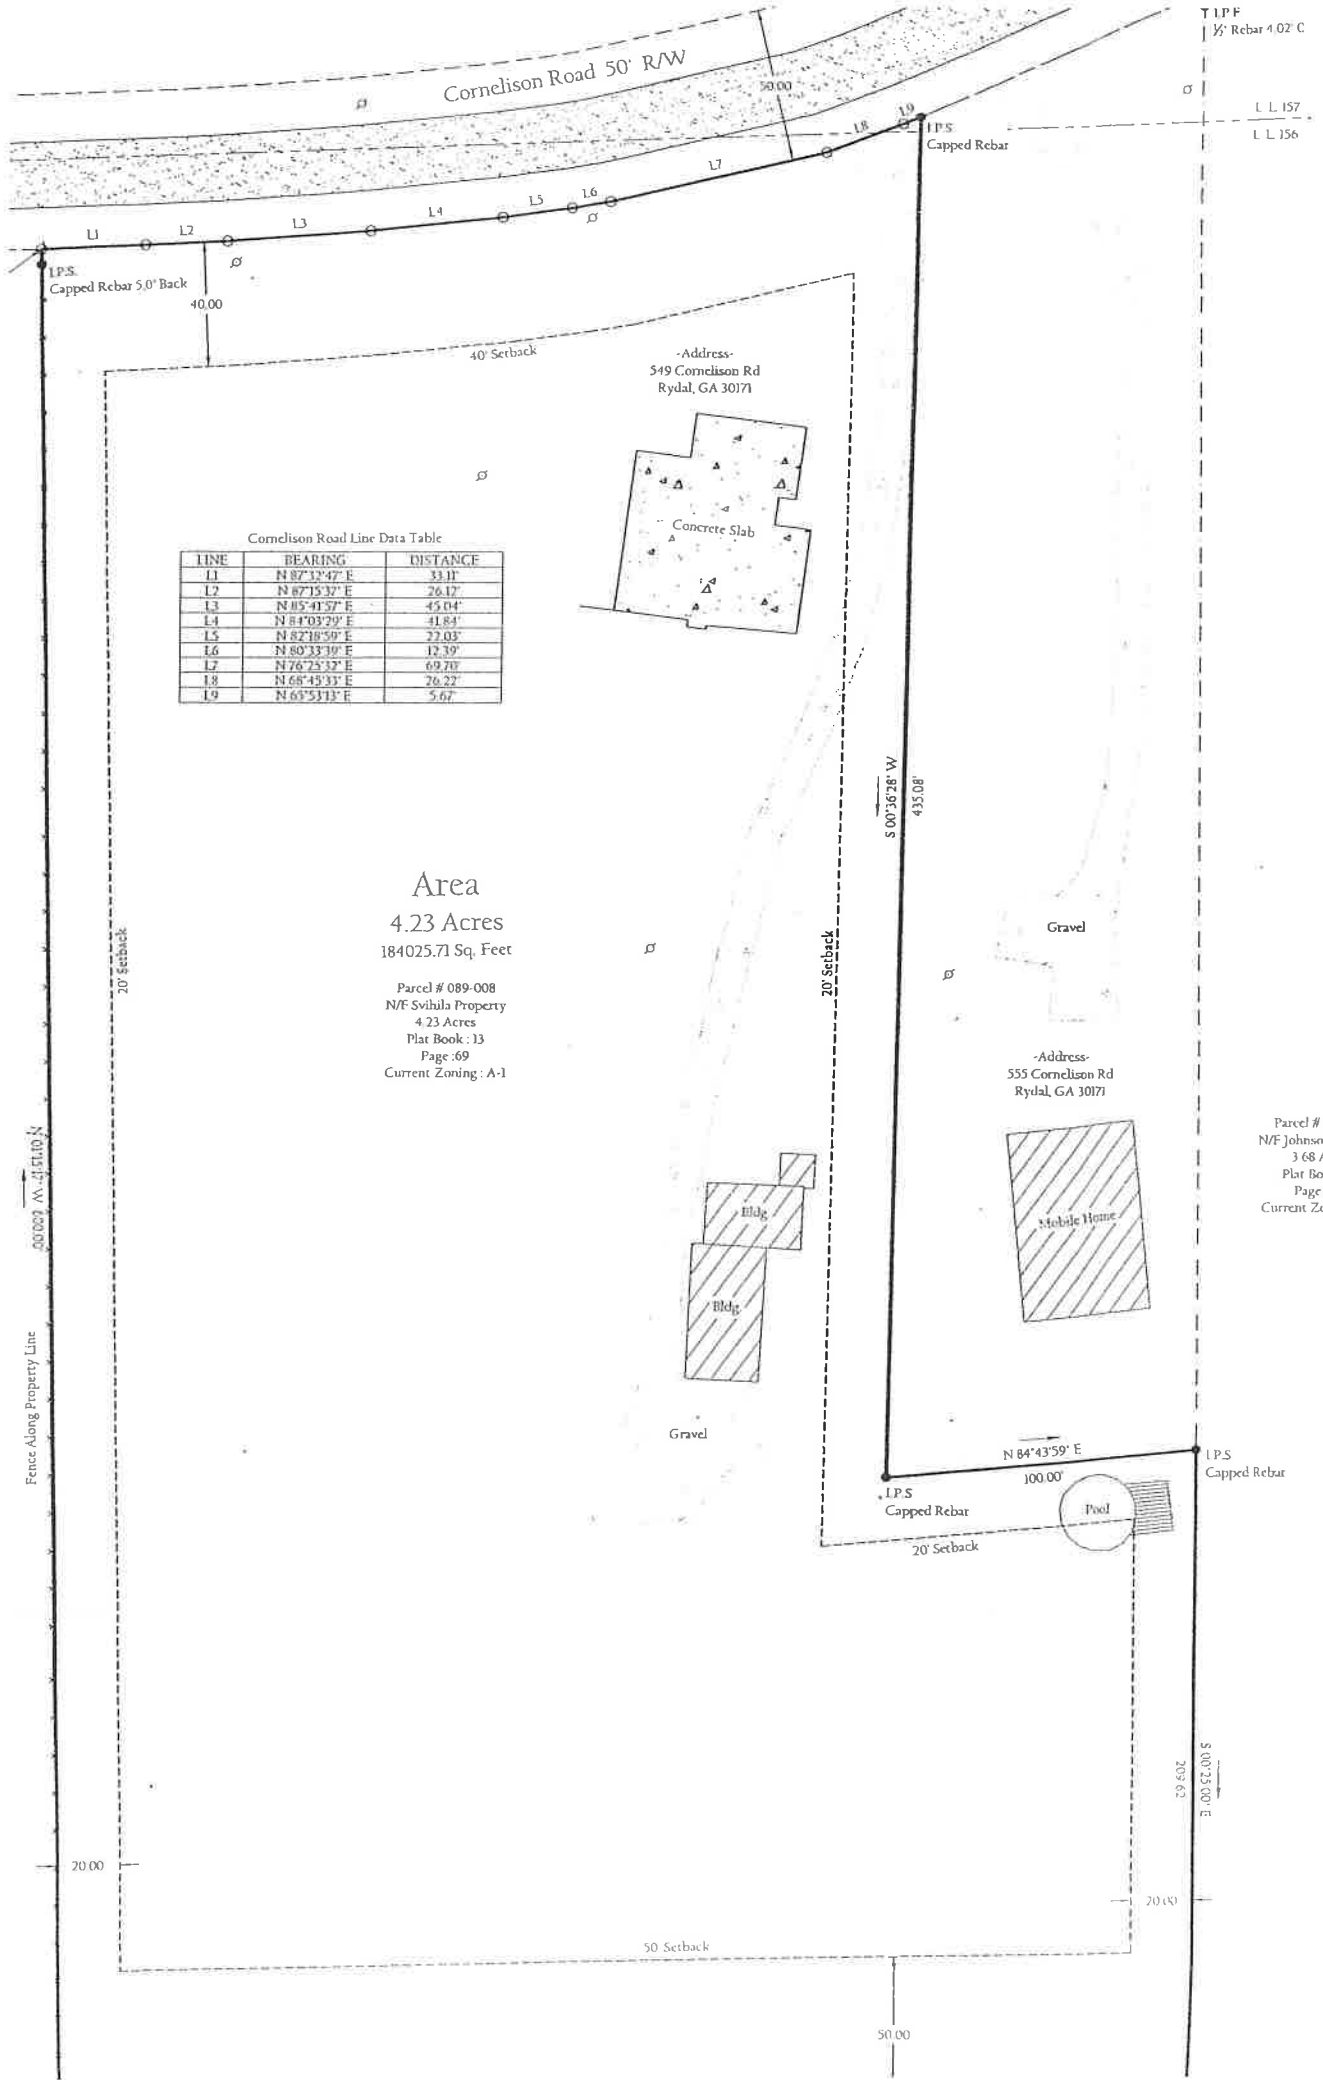 I.P.F
½" Rebar 4.02' C
Cornelison Road 50' R/W
50.00
L.L. 157
L.L. 156
I.P.S.
Capped Rebar
L1
L2
L3
L4
L5
L6
L7
L8
L9
I.P.S.
Capped Rebar 5.0' Back
40.00
40' Setback
-Address-
549 Cornelison Rd
Rydal, GA 30171
Concrete Slab
Cornelison Road Line Data Table
LINE BEARING DISTANCE
L1 N 87°32'47" E 33.11'
L2 N 87°15'37" E 26.12'
L3 N 85°41'57" E 45.04'
L4 N 84°03'29" E 41.84'
L5 N 82°18'59" E 22.03'
L6 N 80°33'39" E 12.39'
L7 N 76°25'32" E 69.70'
L8 N 68°45'33" E 26.22'
L9 N 65°53'13" E 5.67'
S 00°36'28" W
435.08'
Area
4.23 Acres
184025.71 Sq. Feet
Parcel # 089-008
N/F Svihila Property
4.23 Acres
Plat Book : 13
Page :69
Current Zoning : A-1
20' Setback
20' Setback
Gravel
-Address-
555 Cornelison Rd
Rydal, GA 30171
Mobile Home
Parcel #
N/F Johnso
3.68 A
Plat Bo
Page
Current Zo
N 01°15'17" W 600.00'
Fence Along Property Line
Bldg.
Bldg.
Gravel
N 84°43'59" E
100.00'
I.P.S
Capped Rebar
I.P.S
Capped Rebar
Pool
20' Setback
S 00°25'00" E
209.62
20.00
20.00
50 Setback
50.00